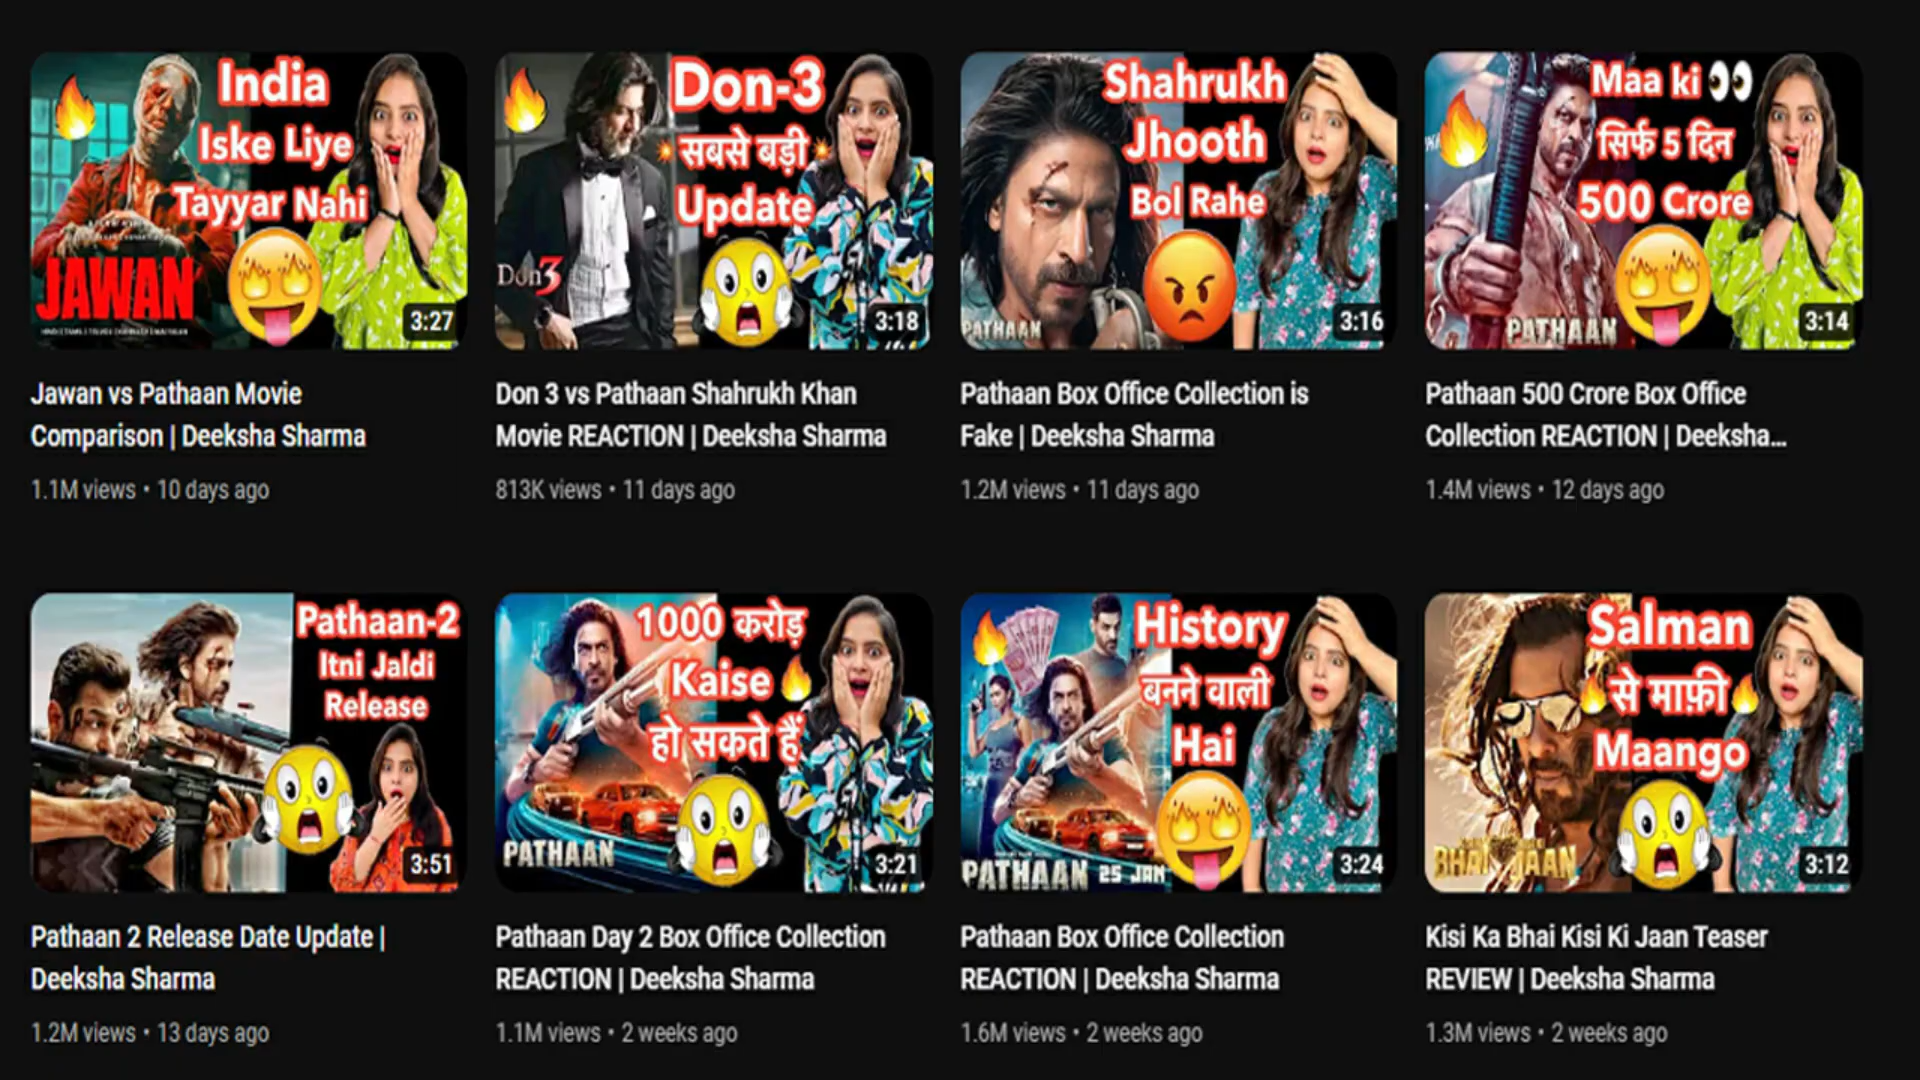 India
Iske Liye
Tayyar Nahi
JAWAN
3:27
Jawan vs Pathaan Movie
Comparison | Deeksha Sharma
1.1M views • 10 days ago
Don-3
सबसे बड़ी
Update
Don 3
3:18
Don 3 vs Pathaan Shahrukh Khan
Movie REACTION | Deeksha Sharma
813K views • 11 days ago
Shahrukh
Jhooth
Bol Rahe
PATHAAN
3:16
Pathaan Box Office Collection is
Fake | Deeksha Sharma
1.2M views • 11 days ago
Maa ki
सिर्फ 5 दिन
500 Crore
PATHAAN
3:14
Pathaan 500 Crore Box Office
Collection REACTION | Deeksha...
1.4M views • 12 days ago
Pathaan-2
Itni Jaldi
Release
3:51
Pathaan 2 Release Date Update |
Deeksha Sharma
1.2M views • 13 days ago
1000 करोड़
Kaise
हो सकते हैं
PATHAAN
3:21
Pathaan Day 2 Box Office Collection
REACTION | Deeksha Sharma
1.1M views • 2 weeks ago
History
बनने वाली
Hai
PATHAAN 25 JAN
3:24
Pathaan Box Office Collection
REACTION | Deeksha Sharma
1.6M views • 2 weeks ago
Salman
से माफ़ी
Maango
BHAI JAAN
3:12
Kisi Ka Bhai Kisi Ki Jaan Teaser
REVIEW | Deeksha Sharma
1.3M views • 2 weeks ago